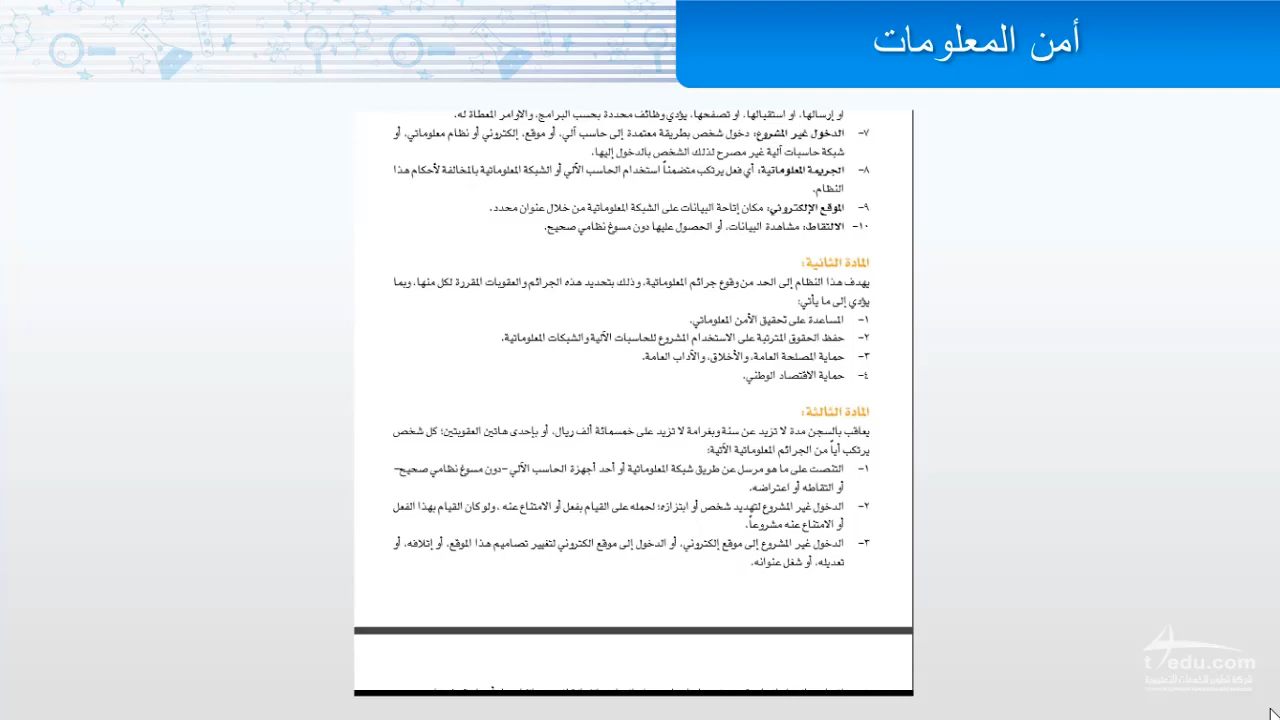 أمن المعلومات
أو إرسالها، أو استقبالها، أو تصفحها، يؤدي وظائف محددة بحسب البرامج، والأوامر المعطاة له.
٧- الدخول غير المشروع: دخول شخص بطريقة معتمدة إلى حاسب آلي، أو موقع، إلكتروني أو نظام معلوماتي، أو
شبكة حاسبات آلية غير مصرح لذلك الشخص بالدخول إليها.
٨- الجريمة المعلوماتية: أي فعل يرتكب متضمناً استخدام الحاسب الآلي أو الشبكة المعلوماتية بالمخالفة لأحكام هذا
النظام.
٩- الموقع الإلكتروني: مكان إتاحة البيانات على الشبكة المعلوماتية من خلال عنوان محدد.
١٠- الالتقاط: مشاهدة البيانات، أو الحصول عليها دون مسوغ نظامي صحيح.
المادة الثانية:
يهدف هذا النظام إلى الحد من وقوع جرائم المعلوماتية، وذلك بتحديد هذه الجرائم والعقوبات المقررة لكل منها، وبما
يؤدي إلى ما يأتي:
١- المساعدة على تحقيق الأمن المعلوماتي.
٢- حفظ الحقوق المترتبة على الاستخدام المشروع للحاسبات الآلية والشبكات المعلوماتية.
٣- حماية المصلحة العامة، والأخلاق، والآداب العامة.
٤- حماية الاقتصاد الوطني.
المادة الثالثة:
يعاقب بالسجن مدة لا تزيد عن سنة وبغرامة لا تزيد على خمسمائة ألف ريال، أو بإحدى هاتين العقوبتين؛ كل شخص
يرتكب أياً من الجرائم المعلوماتية الآتية:
١- التنصت على ما هو مرسل عن طريق شبكة المعلوماتية أو أحد أجهزة الحاسب الآلي -دون مسوغ نظامي صحيح-
أو التقاطه أو اعتراضه.
٢- الدخول غير المشروع لتهديد شخص أو ابتزازه؛ لحمله على القيام بفعل أو الامتناع عنه ، ولو كان القيام بهذا الفعل
أو الامتناع عنه مشروعاً.
٣- الدخول غير المشروع إلى موقع إلكتروني، أو الدخول إلى موقع الكتروني لتغيير تصاميم هذا الموقع، أو إتلافه، أو
تعديله، أو شغل عنوانه.
t4edu.com
شركة تطوير للخدمات التعليمية